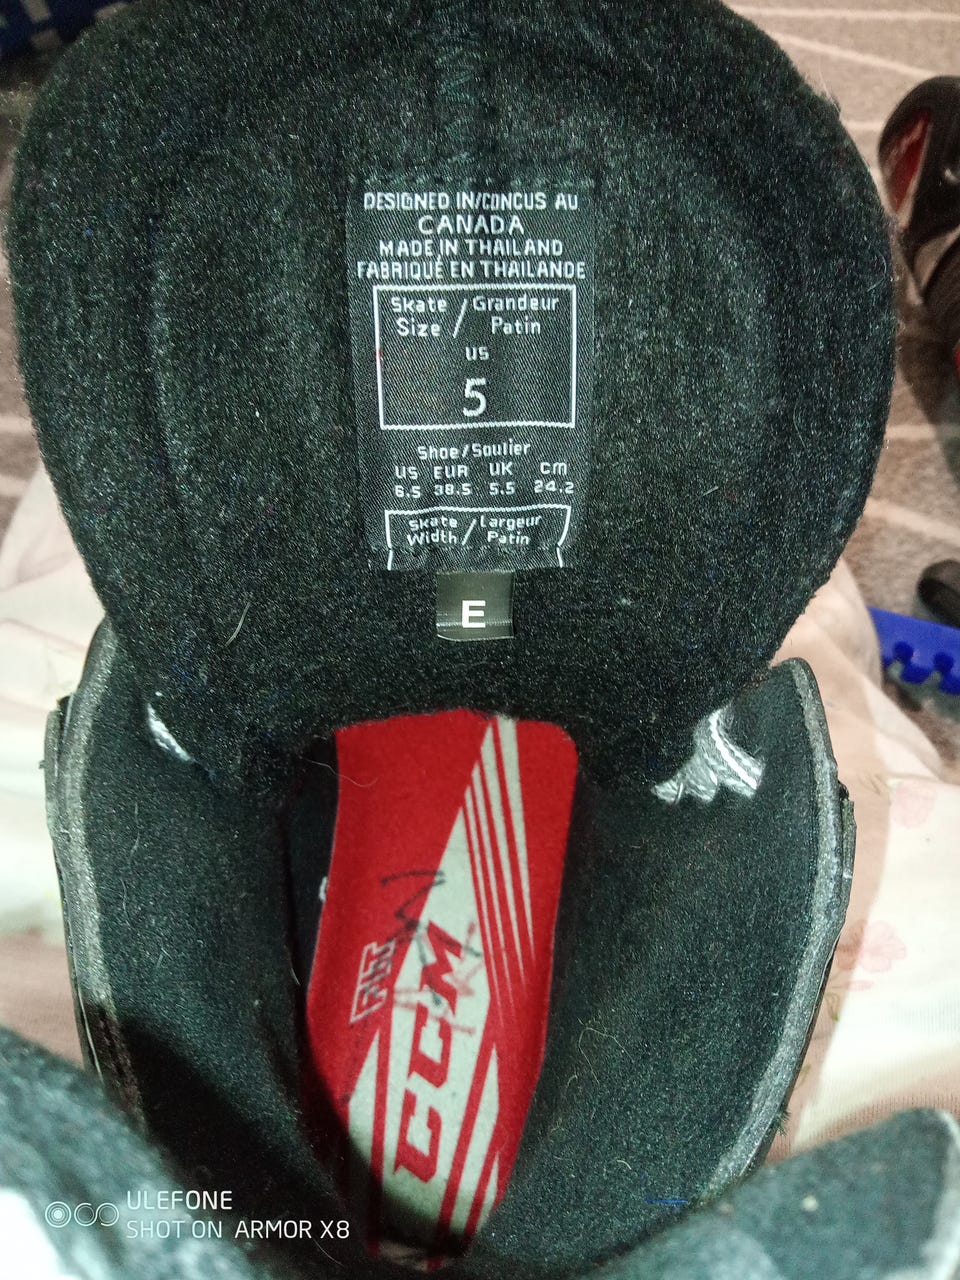 DESIGNED IN/CONCUS AU
CANADA
MADE IN THAILAND
FABRIQUÉ EN THAILANDE
Skate / Grandeur
Size / Patin
US
5
Shoe/Soulier
US EUR UK cm
6.5 38.5 5.5 24.2
Skate / Largeur
Width / Patin
E
RBZ
CCM
ULEFONE
SHOT ON ARMOR X8